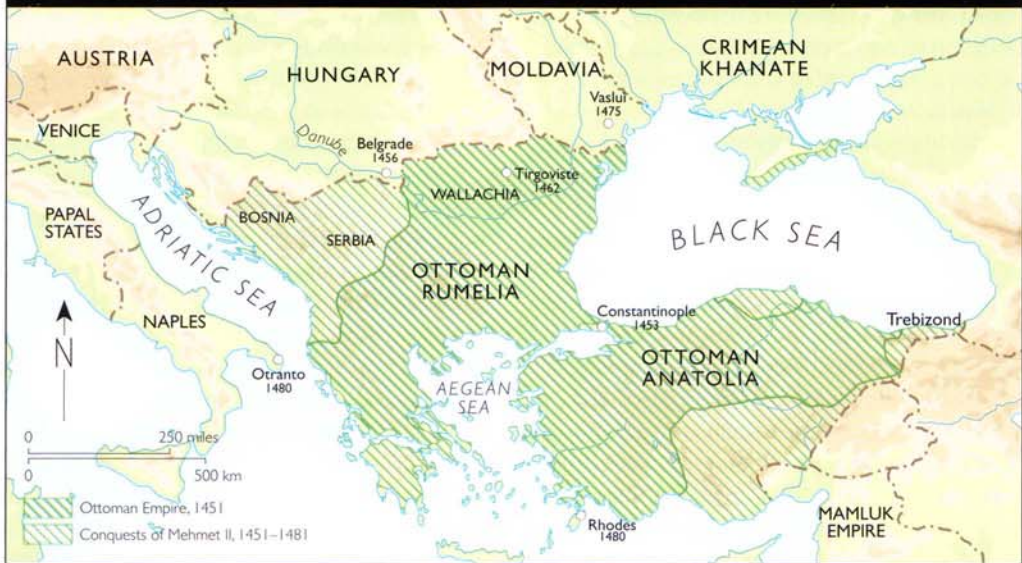 AUSTRIA
HUNGARY
MOLDAVIA
CRIMEAN
KHANATE
Vaslui
1475
VENICE
Danube
Belgrade
1456
Tirgoviste
1462
WALLACHIA
BOSNIA
SERBIA
PAPAL
STATES
ADRIATIC SEA
BLACK SEA
OTTOMAN
RUMELIA
NAPLES
Constantinople
1453
Trebizond
N
OTTOMAN
ANATOLIA
Otranto
1480
AEGEAN
SEA
0 250 miles
0 500 km
Ottoman Empire, 1451
Conquests of Mehmet II, 1451–1481
Rhodes
1480
MAMLUK
EMPIRE